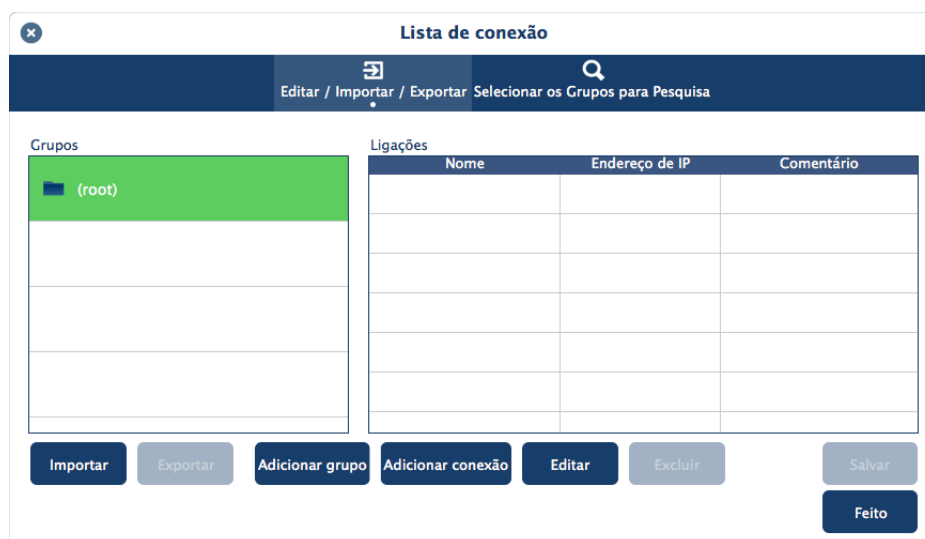 Lista de conexão
Editar / Importar / Exportar Selecionar os Grupos para Pesquisa
Grupos
Ligações
Nome Endereço de IP Comentário
(root)
Importar Exportar Adicionar grupo Adicionar conexão Editar Excluir Salvar
Feito